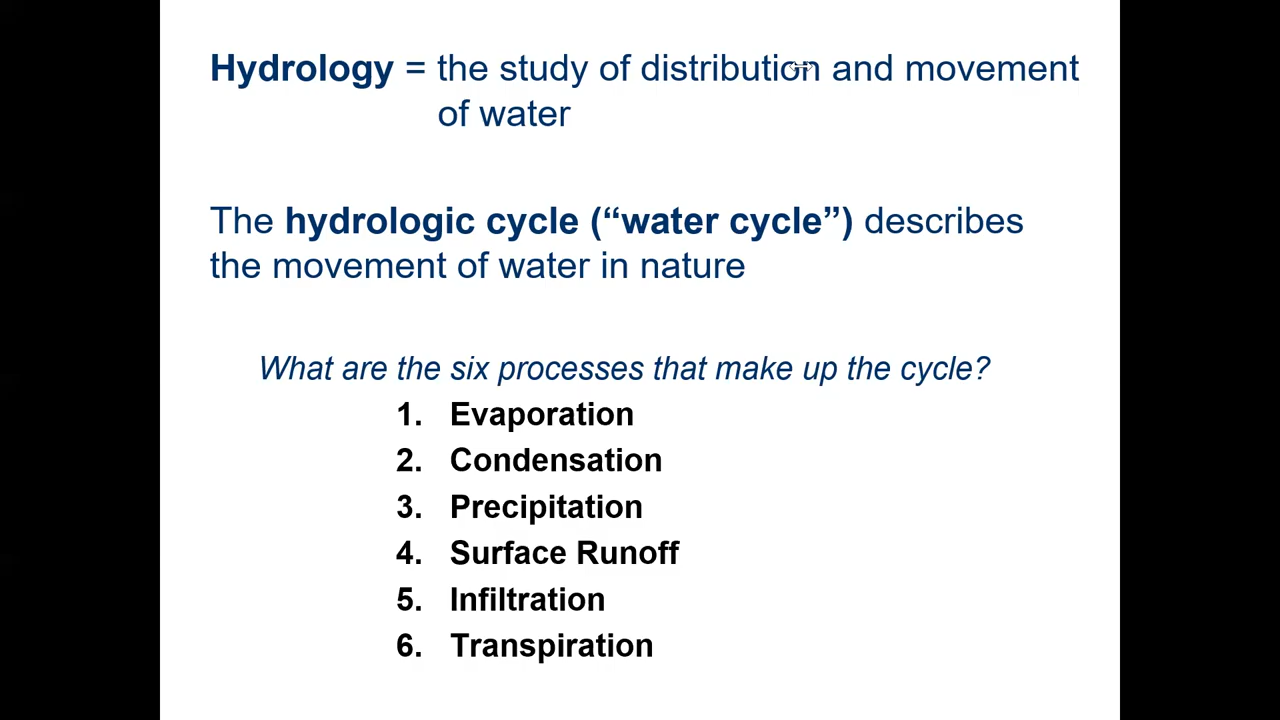 Hydrology = the study of distribution and movement
of water
The hydrologic cycle (“water cycle”) describes
the movement of water in nature
What are the six processes that make up the cycle?
1. Evaporation
2. Condensation
3. Precipitation
4. Surface Runoff
5. Infiltration
6. Transpiration